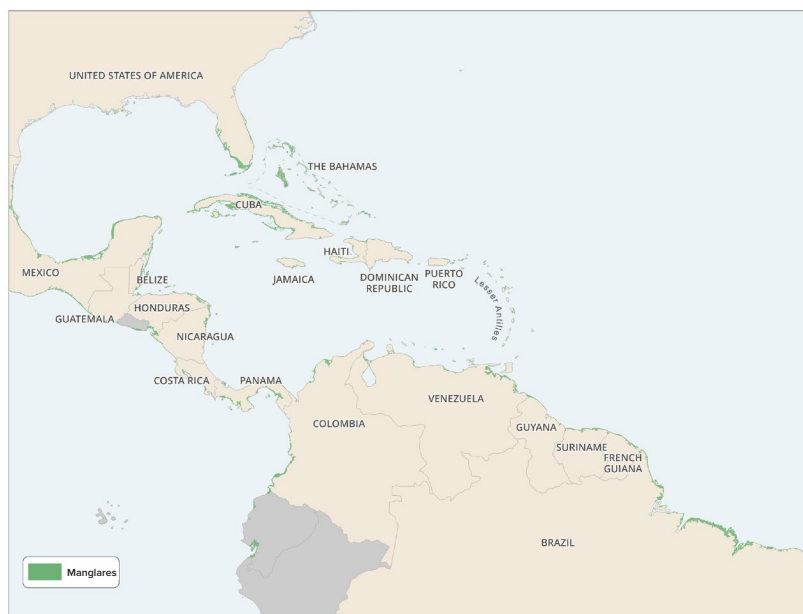 UNITED STATES OF AMERICA
THE BAHAMAS
CUBA
HAITI
MEXICO
BELIZE
JAMAICA
DOMINICAN
REPUBLIC
PUERTO
RICO
Lesser Antilles
HONDURAS
GUATEMALA
NICARAGUA
COSTA RICA
PANAMA
VENEZUELA
COLOMBIA
GUYANA
SURINAME
FRENCH
GUIANA
BRAZIL
Manglares